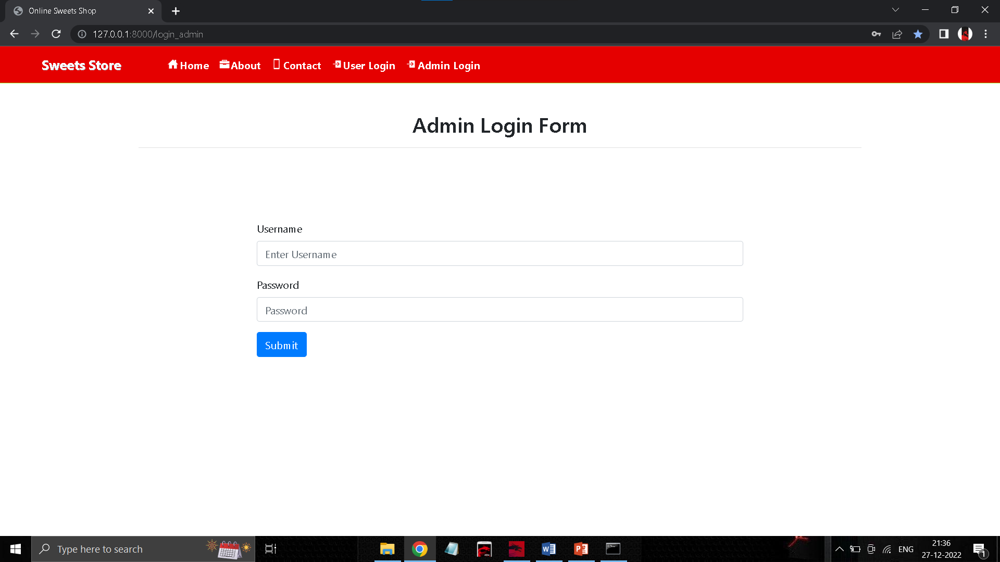 Online Sweets Shop
127.0.0.1:8000/login_admin
Sweets Store Home About Contact User Login Admin Login
Admin Login Form
Username
Enter Username
Password
Password
Submit
Type here to search
ENG
21:36
27-12-2022
1